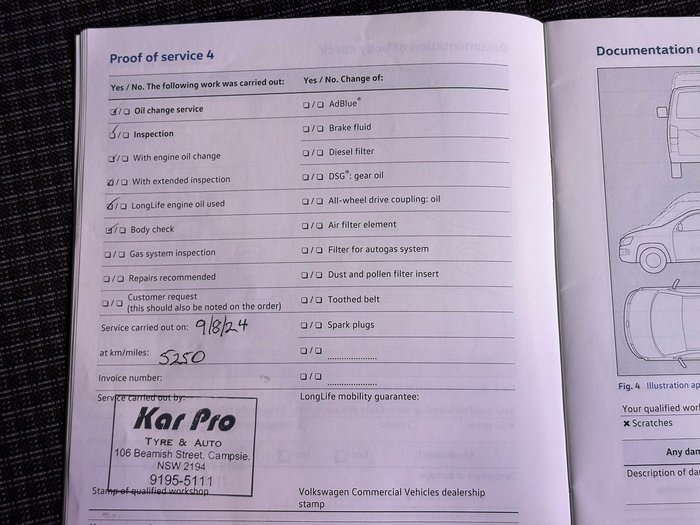 Proof of service 4
Yes / No. The following work was carried out:
☑/☐ Oil change service
☑/☐ Inspection
☑/☐ With engine oil change
☑/☐ With extended inspection
☑/☐ LongLife engine oil used
☑/☐ Body check
☐/☐ Gas system inspection
☐/☐ Repairs recommended
☐/☐ Customer request
(this should also be noted on the order)
Service carried out on: 9/8/24
at km/miles: 5250
Invoice number:
Service carried out by:
Kar Pro
TYRE & AUTO
106 Beamish Street, Campsie.
NSW 2194
9195-5111
Stamp of qualified workshop
Yes / No. Change of:
☐/☐ AdBlue®
☐/☐ Brake fluid
☐/☐ Diesel filter
☐/☐ DSG®: gear oil
☐/☐ All-wheel drive coupling: oil
☐/☐ Air filter element
☐/☐ Filter for autogas system
☐/☐ Dust and pollen filter insert
☐/☐ Toothed belt
☐/☐ Spark plugs
☐/☐ ....................
☐/☐ ....................
LongLife mobility guarantee:
Volkswagen Commercial Vehicles dealership
stamp
Documentation
Fig. 4 Illustration ap
Your qualified wor
✗ Scratches
Any dan
Description of da